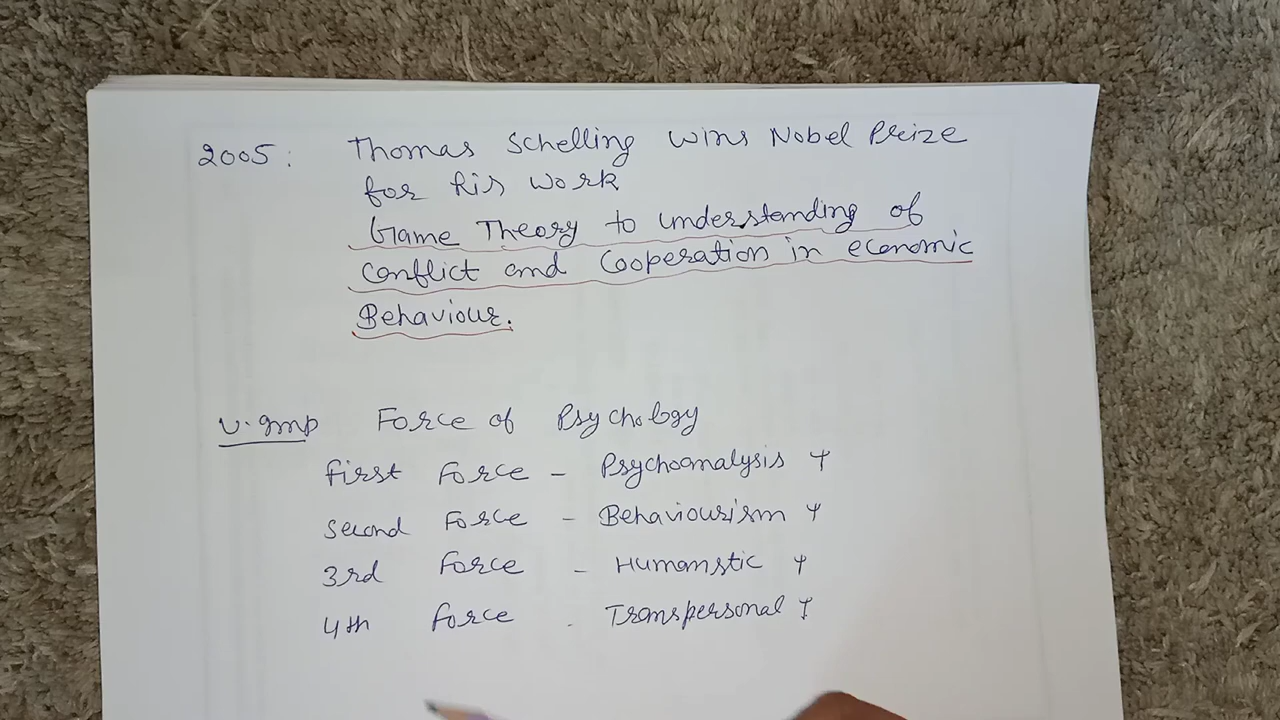 2005: Thomas Schelling wins Nobel Prize
for his work
Game Theory to understanding of
conflict and Cooperation in economic
Behaviour.
V. Imp Force of Psychology
first Force - Psychoanalysis ψ
second Force - Behaviourism ψ
3rd Force - Humanstic ψ
4th force - Transpersonal ψ